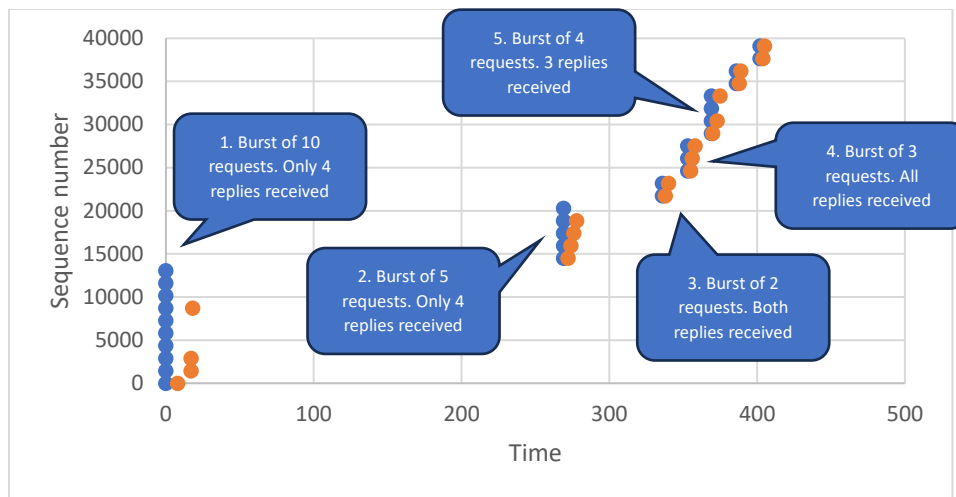 40000
35000
30000
25000
20000
15000
10000
5000
0
Sequence number
0
100
200
300
400
500
Time
1. Burst of 10
requests. Only 4
replies received
2. Burst of 5
requests. Only 4
replies received
3. Burst of 2
requests. Both
replies received
4. Burst of 3
requests. All
replies received
5. Burst of 4
requests. 3 replies
received